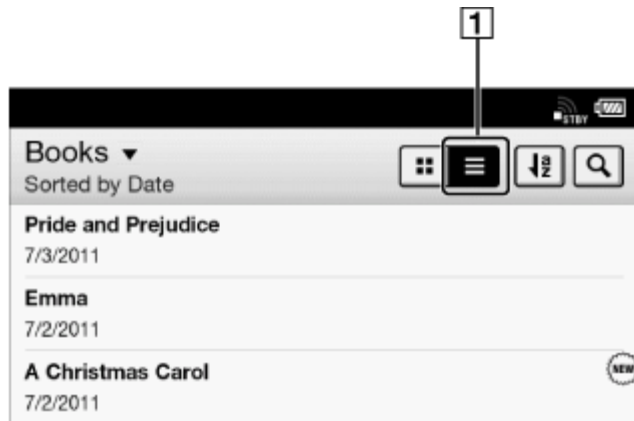 1
STBY
Books
Sorted by Date
a
z
Pride and Prejudice
7/3/2011
Emma
7/2/2011
A Christmas Carol
NEW
7/2/2011